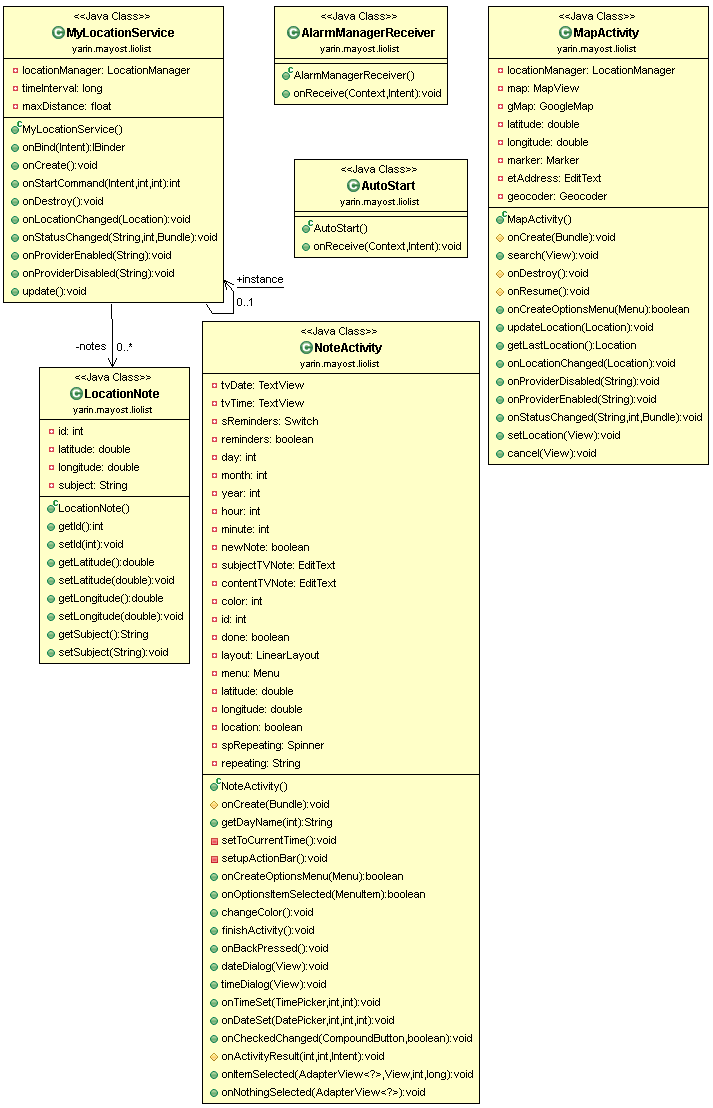 <<Java Class>>
MyLocationService
yarin.mayost.liolist
locationManager: LocationManager
timeInterval: long
maxDistance: float
MyLocationService()
onBind(Intent):IBinder
onCreate():void
onStartCommand(Intent,int,int):int
onDestroy():void
onLocationChanged(Location):void
onStatusChanged(String,int,Bundle):void
onProviderEnabled(String):void
onProviderDisabled(String):void
update():void
+instance
0..1
-notes
0..*
<<Java Class>>
LocationNote
yarin.mayost.liolist
id: int
latitude: double
longitude: double
subject: String
LocationNote()
getId():int
setId(int):void
getLatitude():double
setLatitude(double):void
getLongitude():double
setLongitude(double):void
getSubject():String
setSubject(String):void
<<Java Class>>
AlarmManagerReceiver
yarin.mayost.liolist
AlarmManagerReceiver()
onReceive(Context,Intent):void
<<Java Class>>
AutoStart
yarin.mayost.liolist
AutoStart()
onReceive(Context,Intent):void
<<Java Class>>
NoteActivity
yarin.mayost.liolist
tvDate: TextView
tvTime: TextView
sReminders: Switch
reminders: boolean
day: int
month: int
year: int
hour: int
minute: int
newNote: boolean
subjectTVNote: EditText
contentTVNote: EditText
color: int
id: int
done: boolean
layout: LinearLayout
menu: Menu
latitude: double
longitude: double
location: boolean
spRepeating: Spinner
repeating: String
NoteActivity()
onCreate(Bundle):void
getDayName(int):String
setToCurrentTime():void
setupActionBar():void
onCreateOptionsMenu(Menu):boolean
onOptionsItemSelected(MenuItem):boolean
changeColor():void
finishActivity():void
onBackPressed():void
dateDialog(View):void
timeDialog(View):void
onTimeSet(TimePicker,int,int):void
onDateSet(DatePicker,int,int,int):void
onCheckedChanged(CompoundButton,boolean):void
onActivityResult(int,int,Intent):void
onItemSelected(AdapterView<?>,View,int,long):void
onNothingSelected(AdapterView<?>):void
<<Java Class>>
MapActivity
yarin.mayost.liolist
locationManager: LocationManager
map: MapView
gMap: GoogleMap
latitude: double
longitude: double
marker: Marker
etAddress: EditText
geocoder: Geocoder
MapActivity()
onCreate(Bundle):void
search(View):void
onDestroy():void
onResume():void
onCreateOptionsMenu(Menu):boolean
updateLocation(Location):void
getLastLocation():Location
onLocationChanged(Location):void
onProviderDisabled(String):void
onProviderEnabled(String):void
onStatusChanged(String,int,Bundle):void
setLocation(View):void
cancel(View):void